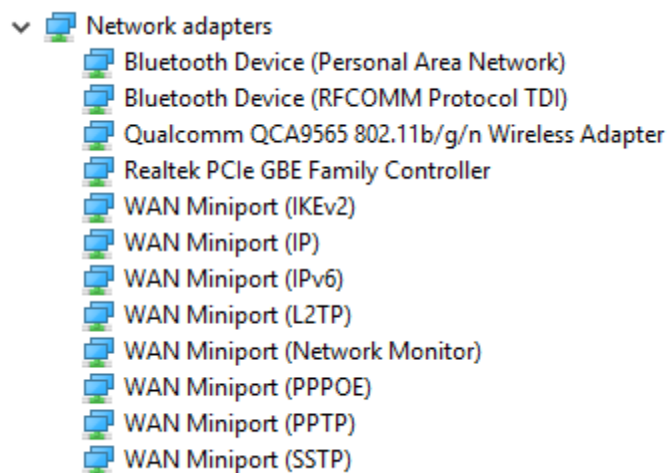 Network adapters
Bluetooth Device (Personal Area Network)
Bluetooth Device (RFCOMM Protocol TDI)
Qualcomm QCA9565 802.11b/g/n Wireless Adapter
Realtek PCIe GBE Family Controller
WAN Miniport (IKEv2)
WAN Miniport (IP)
WAN Miniport (IPv6)
WAN Miniport (L2TP)
WAN Miniport (Network Monitor)
WAN Miniport (PPPOE)
WAN Miniport (PPTP)
WAN Miniport (SSTP)